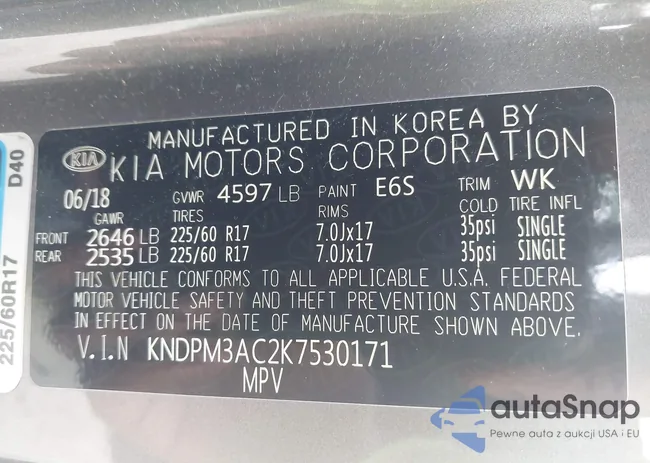 MANUFACTURED IN KOREA BY
KIA KIA MOTORS CORPORATION
06/18 GVWR 4597 LB PAINT E6S TRIM WK
GAWR TIRES RIMS COLD TIRE INFL
FRONT 2646 LB 225/60 R17 7.0Jx17 35psi SINGLE
REAR 2535 LB 225/60 R17 7.0Jx17 35psi SINGLE
THIS VEHICLE CONFORMS TO ALL APPLICABLE U.S.A. FEDERAL
MOTOR VEHICLE SAFETY AND THEFT PREVENTION STANDARDS
IN EFFECT ON THE DATE OF MANUFACTURE SHOWN ABOVE.
V.I.N KNDPM3AC2K7530171
MPV
D40
225/60R17
autaSnap
Pewne auta z aukcji USA i EU